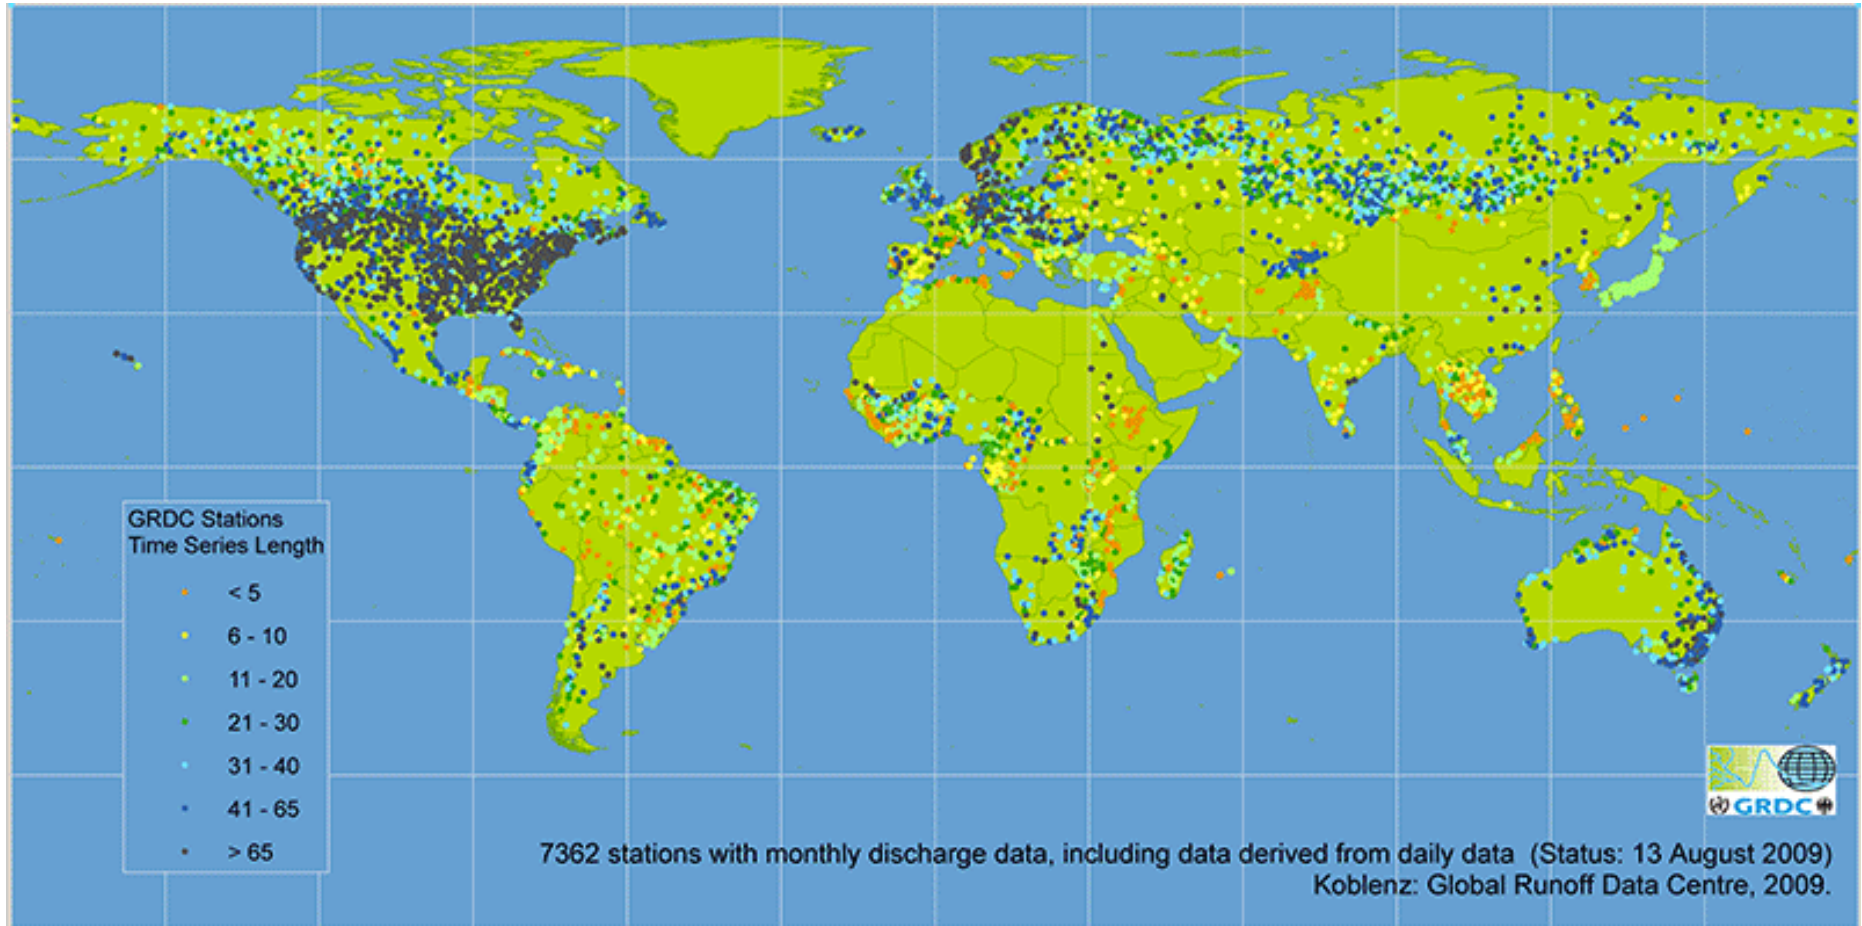 GRDC Stations
Time Series Length
< 5
6 - 10
11 - 20
21 - 30
31 - 40
41 - 65
> 65
GRDC
7362 stations with monthly discharge data, including data derived from daily data (Status: 13 August 2009)
Koblenz: Global Runoff Data Centre, 2009.